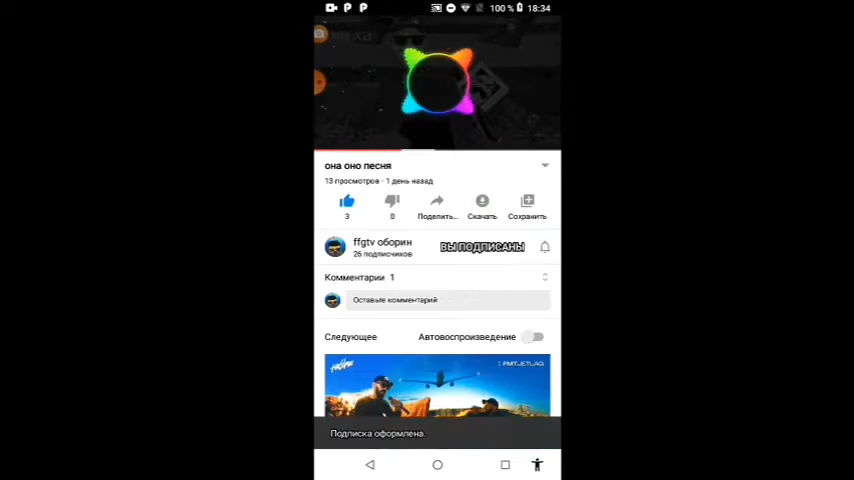 100 % 18:34
она оно песня
13 просмотров · 1 день назад
3
0
Поделить...
Скачать
Сохранить
ffgtv оборин
26 подписчиков
ВЫ ПОДПИСАНЫ
Комментарии 1
Оставьте комментарий
Следующее
Автовоспроизведение
FMTJETLAG
Подписка оформлена.